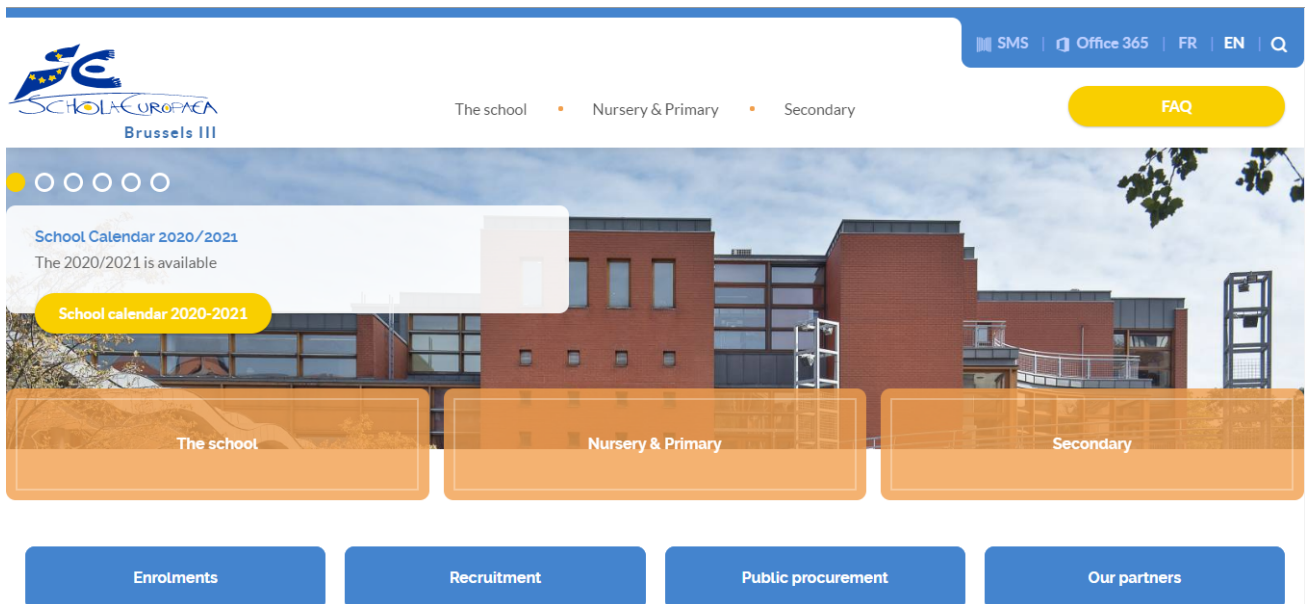 SMS | Office 365 | FR | EN
SCHOLA EUROPAEA
Brussels III
The school • Nursery & Primary • Secondary
FAQ
School Calendar 2020/2021
The 2020/2021 is available
School calendar 2020-2021
The school
Nursery & Primary
Secondary
Enrolments
Recruitment
Public procurement
Our partners